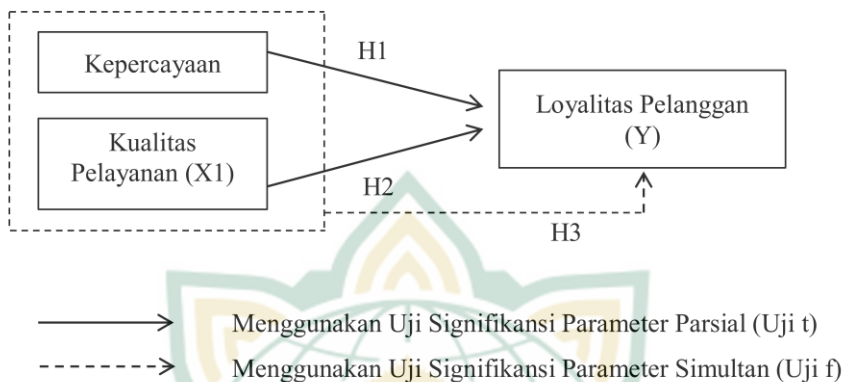 Kepercayaan
H1
Loyalitas Pelanggan
(Y)
Kualitas
Pelayanan (X1)
H2
H3
Menggunakan Uji Signifikansi Parameter Parsial (Uji t)
Menggunakan Uji Signifikansi Parameter Simultan (Uji f)